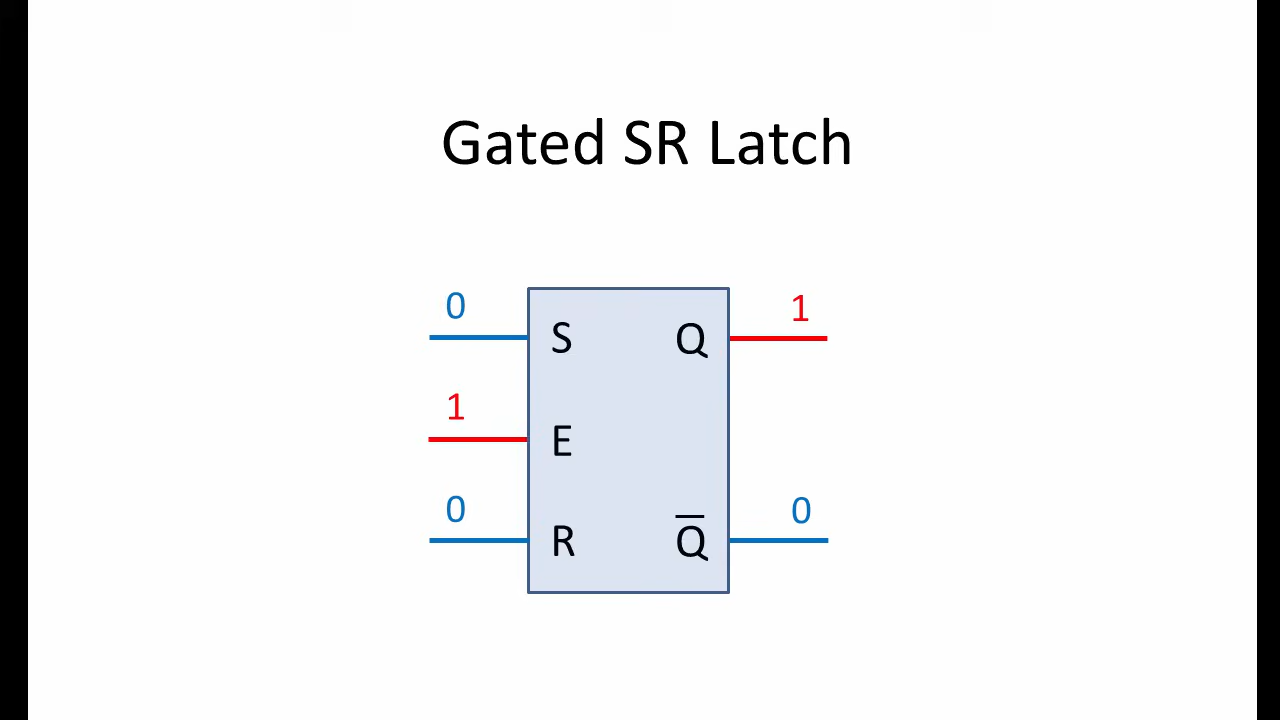 Gated SR Latch
0 1
S Q
1
E
0 0
R Q̅